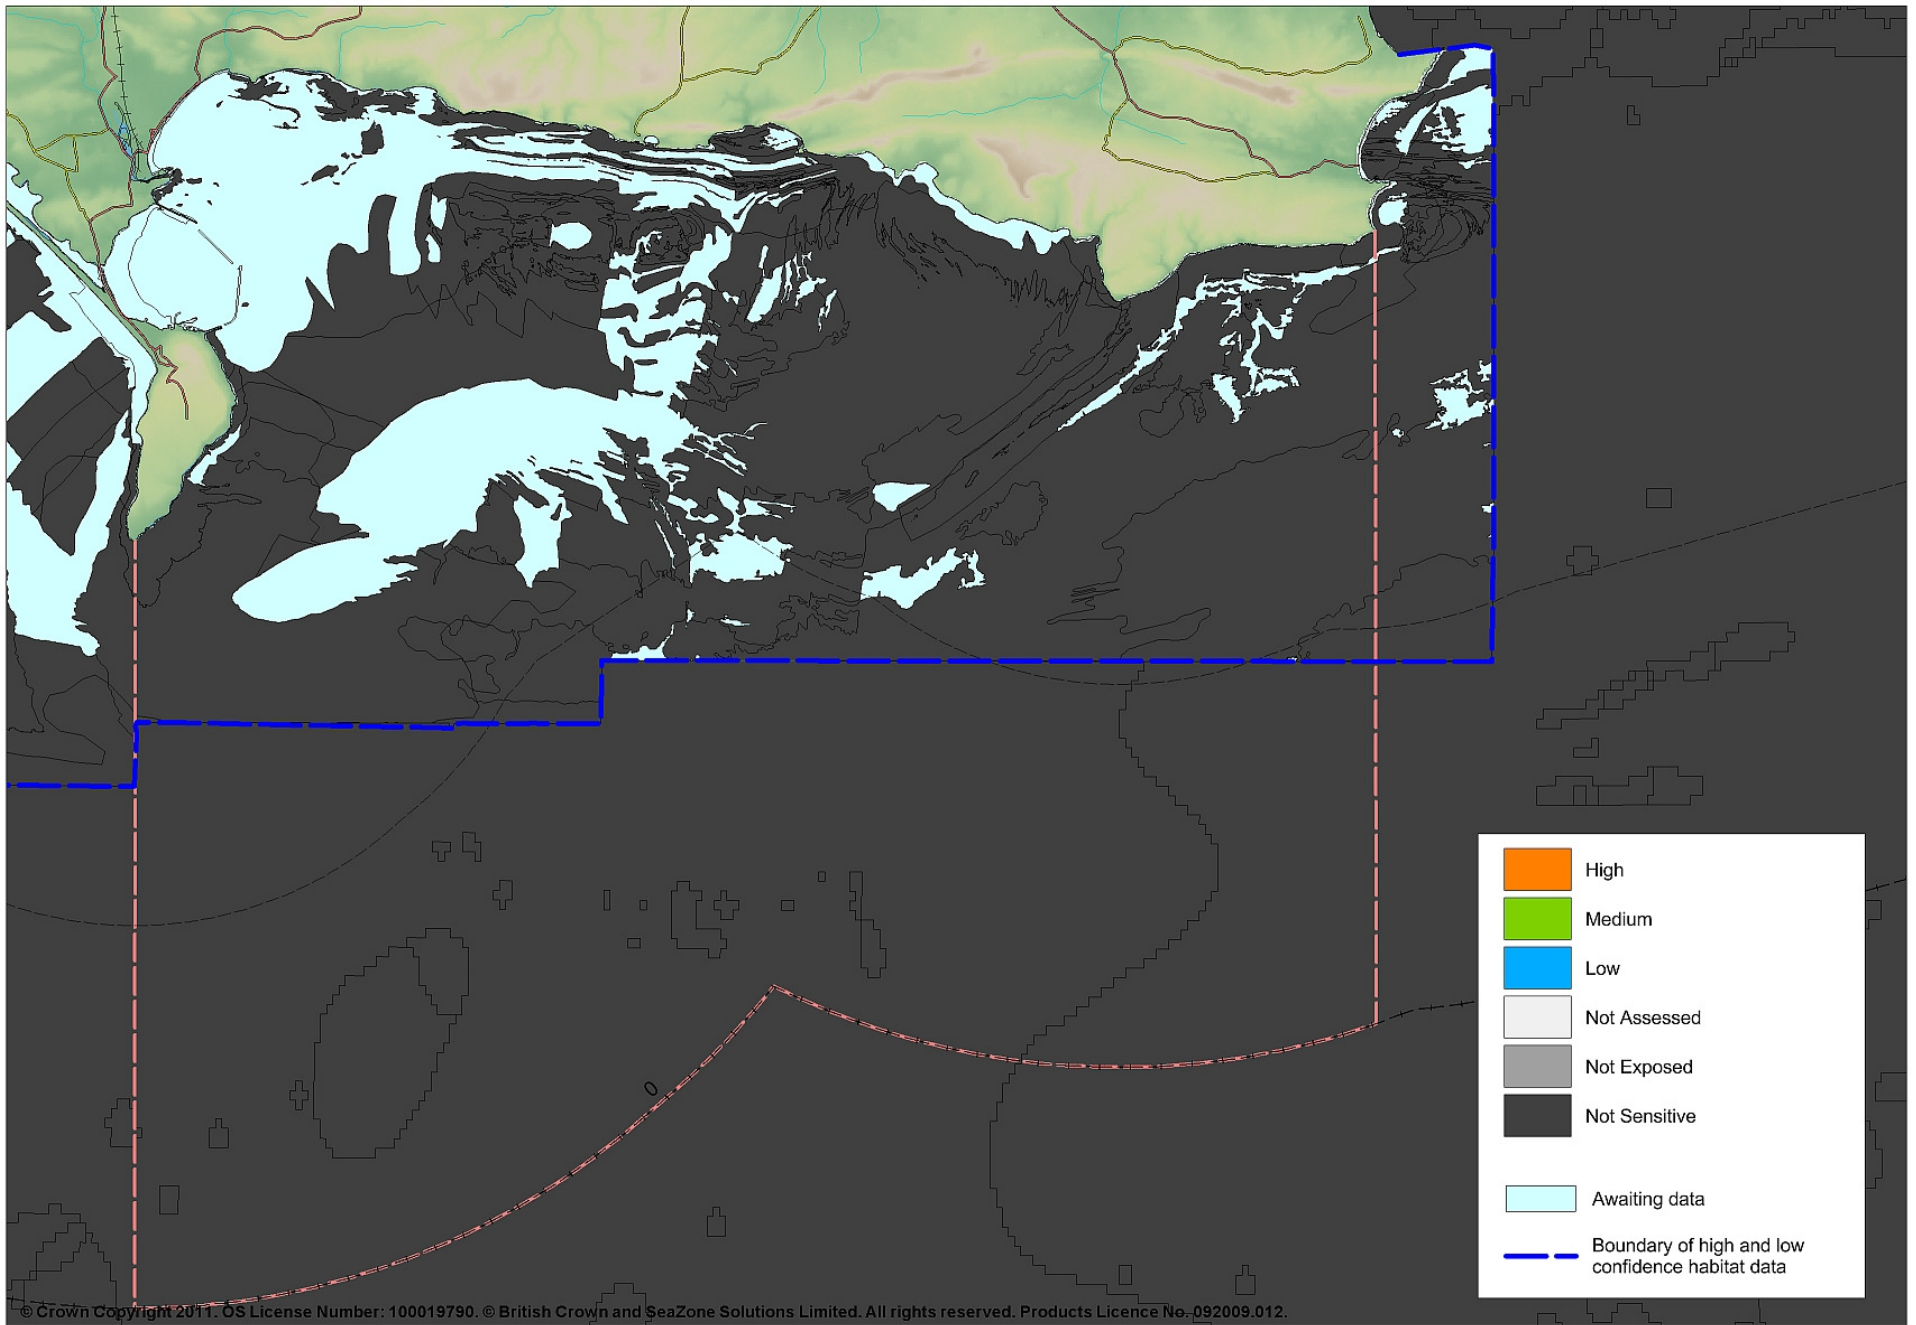 High
Medium
Low
Not Assessed
Not Exposed
Not Sensitive
Awaiting data
Boundary of high and low
confidence habitat data
0
© Crown Copyright 2011. OS License Number: 100019790. © British Crown and SeaZone Solutions Limited. All rights reserved. Products Licence No. 092009.012.